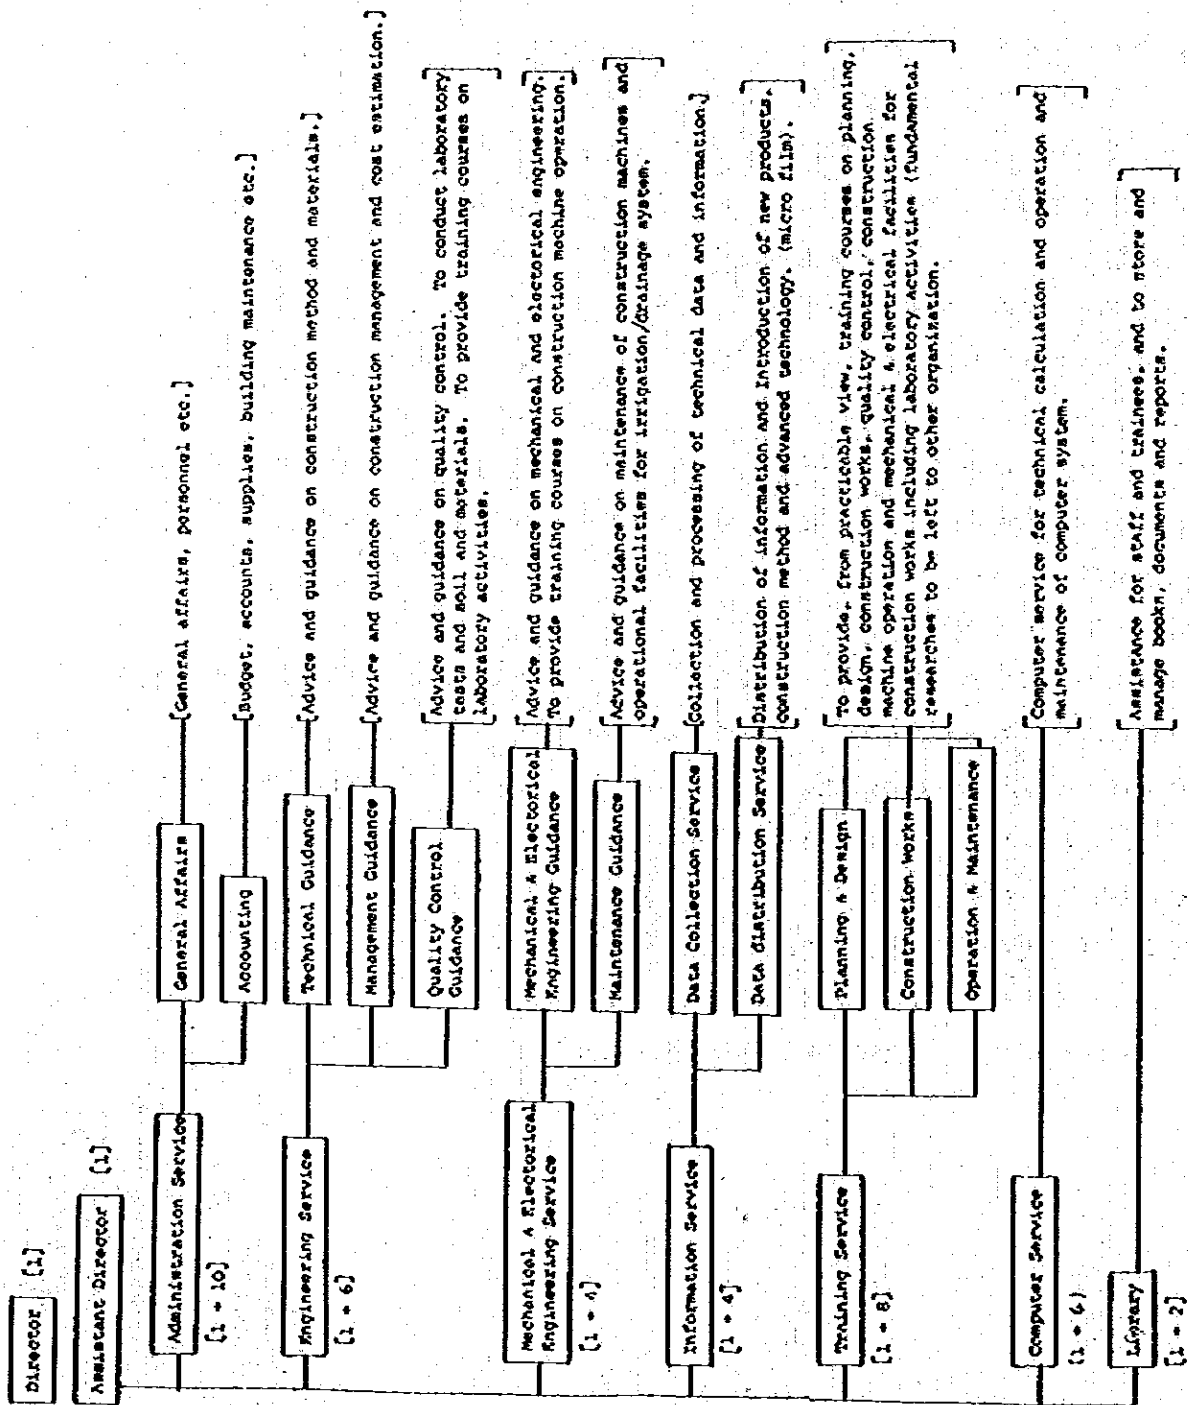 Director [1]
Assistant Director [1]
Administration Service
[1 + 10]
General Affairs
[General affairs, personnel etc.]
Accounting
[Budget, accounts, supplies, building maintenance etc.]
Engineering Service
[1 + 6]
Technical Guidance
[Advice and guidance on construction method and materials.]
Management Guidance
[Advice and guidance on construction management and cost estimation.]
Quality Control
Guidance
Advice and guidance on quality control. To conduct laboratory
tests and soil and materials. To provide training courses on
laboratory activities.
Mechanical & Electorical
Engineering Service
[1 + 4]
Mechanical & Electorical
Engineering Guidance
Advice and guidance on mechanical and electorical engineering.
To provide training courses on construction machine operation.
Maintenance Guidance
Advice and guidance on maintenance of construction machines and
operational facilities for irrigation/drainage system.
Information Service
[1 + 4]
Data Collection Service
[Collection and processing of technical data and information.]
Data distribution Service
Distribution of information and Introduction of new products,
construction method and advanced technology. (micro film).
Training Service
[1 + 8]
Planning & Design
Construction Works
Operation & Maintenance
To provide, from practicable view, training courses on planning,
design, construction works, quality control, construction
machine operation and mechanical & electrical facilities for
construction works including laboratory activities (fundamental
researches to be left to other organization.
Computer Service
[1 + 6]
Computer service for technical calculation and operation and
maintenance of computer system.
Library
[1 + 2]
Assistance for staff and trainees, and to store and
manage books, documents and reports.